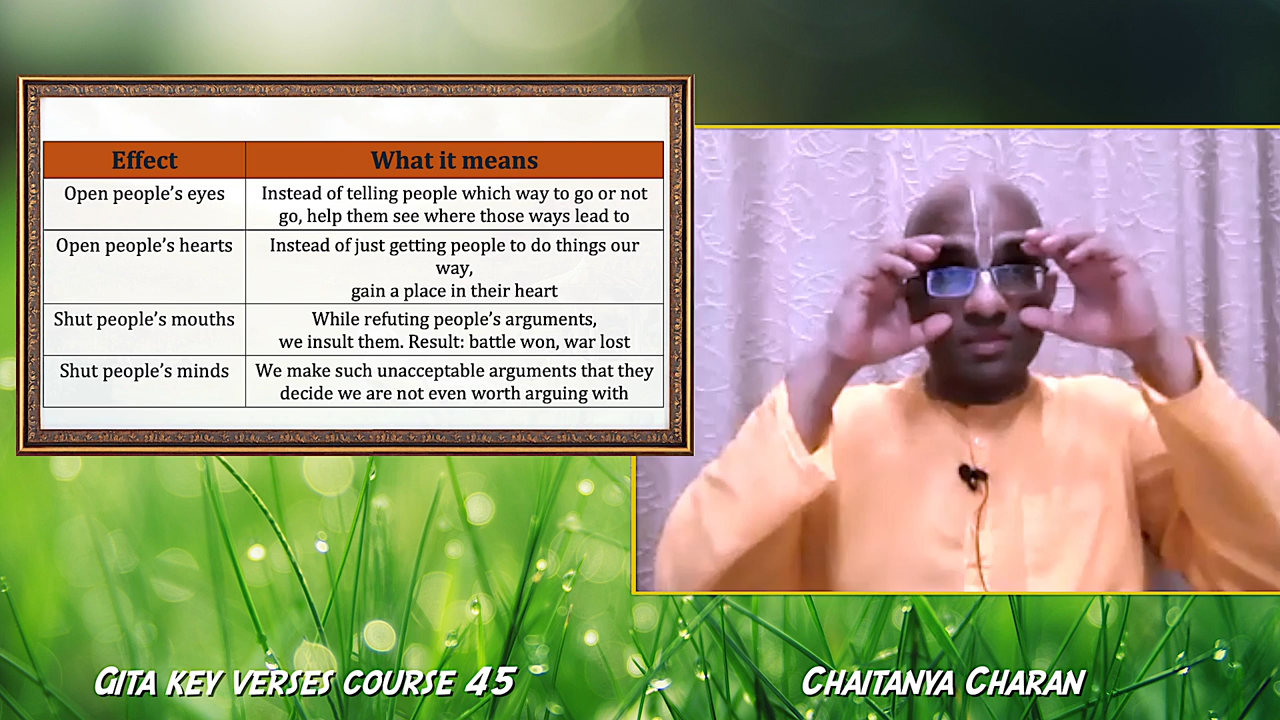 Effect
What it means
Open people’s eyes
Instead of telling people which way to go or not
go, help them see where those ways lead to
Open people’s hearts
Instead of just getting people to do things our
way,
gain a place in their heart
Shut people’s mouths
While refuting people’s arguments,
we insult them. Result: battle won, war lost
Shut people’s minds
We make such unacceptable arguments that they
decide we are not even worth arguing with
GITA KEY VERSES COURSE 45
CHAITANYA CHARAN